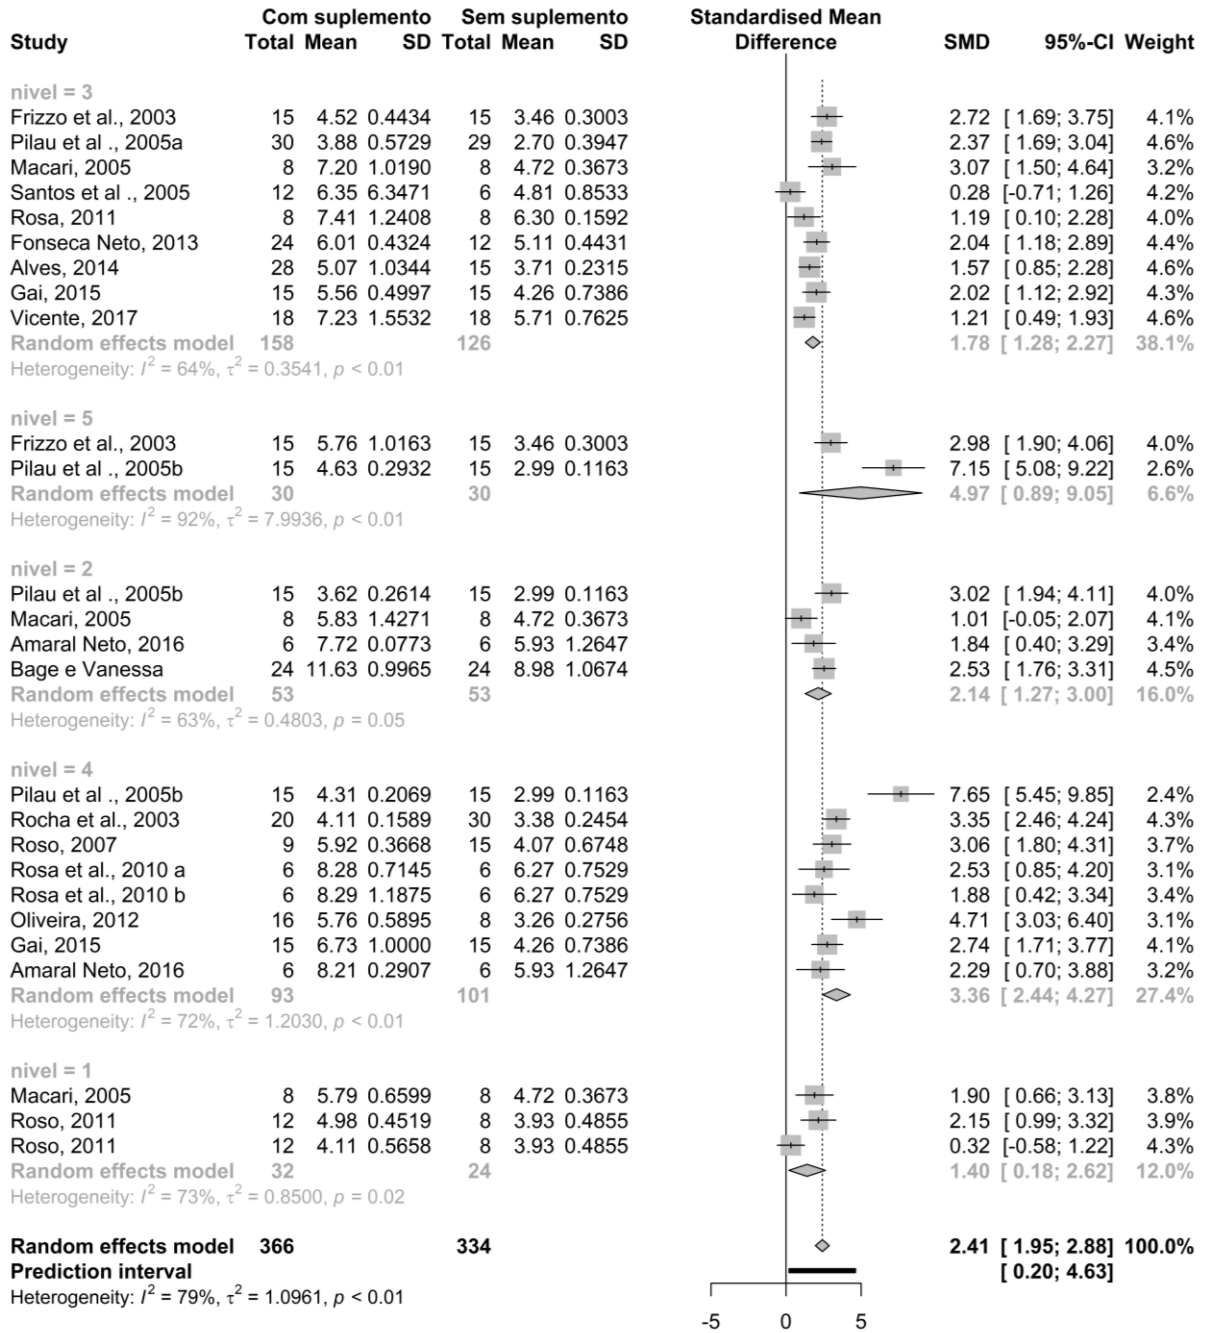 Com suplemento Sem suplemento Standardised Mean
Study Total Mean SD Total Mean SD Difference SMD 95%-CI Weight
nivel = 3
Frizzo et al., 2003 15 4.52 0.4434 15 3.46 0.3003 2.72 [ 1.69; 3.75] 4.1%
Pilau et al ., 2005a 30 3.88 0.5729 29 2.70 0.3947 2.37 [ 1.69; 3.04] 4.6%
Macari, 2005 8 7.20 1.0190 8 4.72 0.3673 3.07 [ 1.50; 4.64] 3.2%
Santos et al ., 2005 12 6.35 6.3471 6 4.81 0.8533 0.28 [-0.71; 1.26] 4.2%
Rosa, 2011 8 7.41 1.2408 8 6.30 0.1592 1.19 [ 0.10; 2.28] 4.0%
Fonseca Neto, 2013 24 6.01 0.4324 12 5.11 0.4431 2.04 [ 1.18; 2.89] 4.4%
Alves, 2014 28 5.07 1.0344 15 3.71 0.2315 1.57 [ 0.85; 2.28] 4.6%
Gai, 2015 15 5.56 0.4997 15 4.26 0.7386 2.02 [ 1.12; 2.92] 4.3%
Vicente, 2017 18 7.23 1.5532 18 5.71 0.7625 1.21 [ 0.49; 1.93] 4.6%
Random effects model 158 126 1.78 [ 1.28; 2.27] 38.1%
Heterogeneity: I² = 64%, τ² = 0.3541, p < 0.01
nivel = 5
Frizzo et al., 2003 15 5.76 1.0163 15 3.46 0.3003 2.98 [ 1.90; 4.06] 4.0%
Pilau et al ., 2005b 15 4.63 0.2932 15 2.99 0.1163 7.15 [ 5.08; 9.22] 2.6%
Random effects model 30 30 4.97 [ 0.89; 9.05] 6.6%
Heterogeneity: I² = 92%, τ² = 7.9936, p < 0.01
nivel = 2
Pilau et al ., 2005b 15 3.62 0.2614 15 2.99 0.1163 3.02 [ 1.94; 4.11] 4.0%
Macari, 2005 8 5.83 1.4271 8 4.72 0.3673 1.01 [-0.05; 2.07] 4.1%
Amaral Neto, 2016 6 7.72 0.0773 6 5.93 1.2647 1.84 [ 0.40; 3.29] 3.4%
Bage e Vanessa 24 11.63 0.9965 24 8.98 1.0674 2.53 [ 1.76; 3.31] 4.5%
Random effects model 53 53 2.14 [ 1.27; 3.00] 16.0%
Heterogeneity: I² = 63%, τ² = 0.4803, p = 0.05
nivel = 4
Pilau et al ., 2005b 15 4.31 0.2069 15 2.99 0.1163 7.65 [ 5.45; 9.85] 2.4%
Rocha et al., 2003 20 4.11 0.1589 30 3.38 0.2454 3.35 [ 2.46; 4.24] 4.3%
Roso, 2007 9 5.92 0.3668 15 4.07 0.6748 3.06 [ 1.80; 4.31] 3.7%
Rosa et al., 2010 a 6 8.28 0.7145 6 6.27 0.7529 2.53 [ 0.85; 4.20] 3.1%
Rosa et al., 2010 b 6 8.29 1.1875 6 6.27 0.7529 1.88 [ 0.42; 3.34] 3.4%
Oliveira, 2012 16 5.76 0.5895 8 3.26 0.2756 4.71 [ 3.03; 6.40] 3.1%
Gai, 2015 15 6.73 1.0000 15 4.26 0.7386 2.74 [ 1.71; 3.77] 4.1%
Amaral Neto, 2016 6 8.21 0.2907 6 5.93 1.2647 2.29 [ 0.70; 3.88] 3.2%
Random effects model 93 101 3.36 [ 2.44; 4.27] 27.4%
Heterogeneity: I² = 72%, τ² = 1.2030, p < 0.01
nivel = 1
Macari, 2005 8 5.79 0.6599 8 4.72 0.3673 1.90 [ 0.66; 3.13] 3.8%
Roso, 2011 12 4.98 0.4519 8 3.93 0.4855 2.15 [ 0.99; 3.32] 3.9%
Roso, 2011 12 4.11 0.5658 8 3.93 0.4855 0.32 [-0.58; 1.22] 4.3%
Random effects model 32 24 1.40 [ 0.18; 2.62] 12.0%
Heterogeneity: I² = 73%, τ² = 0.8500, p = 0.02
Random effects model 366 334 2.41 [ 1.95; 2.88] 100.0%
Prediction interval [ 0.20; 4.63]
Heterogeneity: I² = 79%, τ² = 1.0961, p < 0.01
-5 0 5